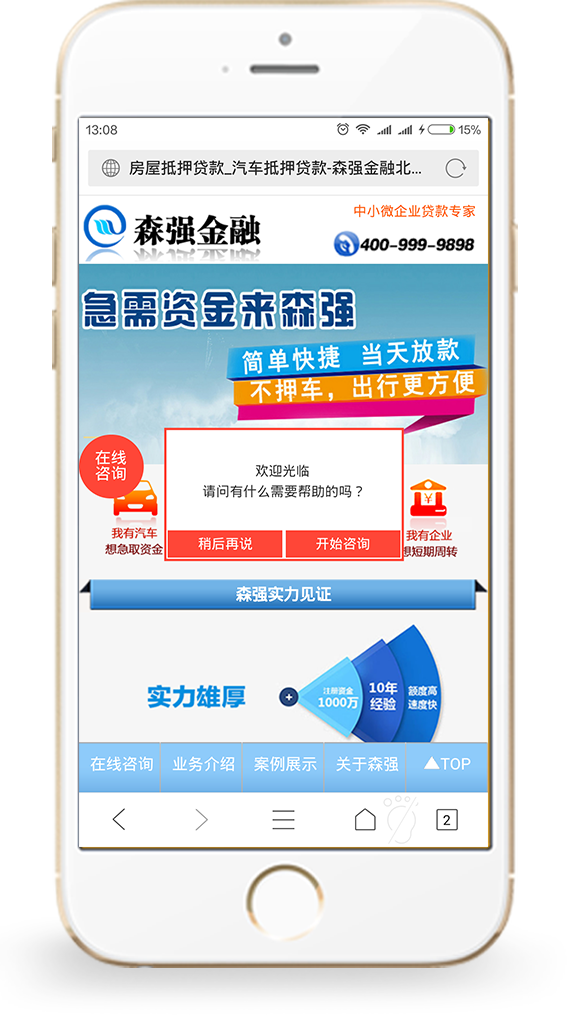 13:08
15%
房屋抵押贷款_汽车抵押贷款-森强金融北...
森强金融
中小微企业贷款专家
400-999-9898
急需资金来森强
简单快捷 当天放款
不押车，出行更方便
在线
咨询
欢迎光临
请问有什么需要帮助的吗？
稍后再说
开始咨询
我有汽车
想急取资金
我有企业
想短期周转
森强实力见证
实力雄厚
注册资金
1000万
10年
经验
额度高
速度快
在线咨询
业务介绍
案例展示
关于森强
▲TOP
2